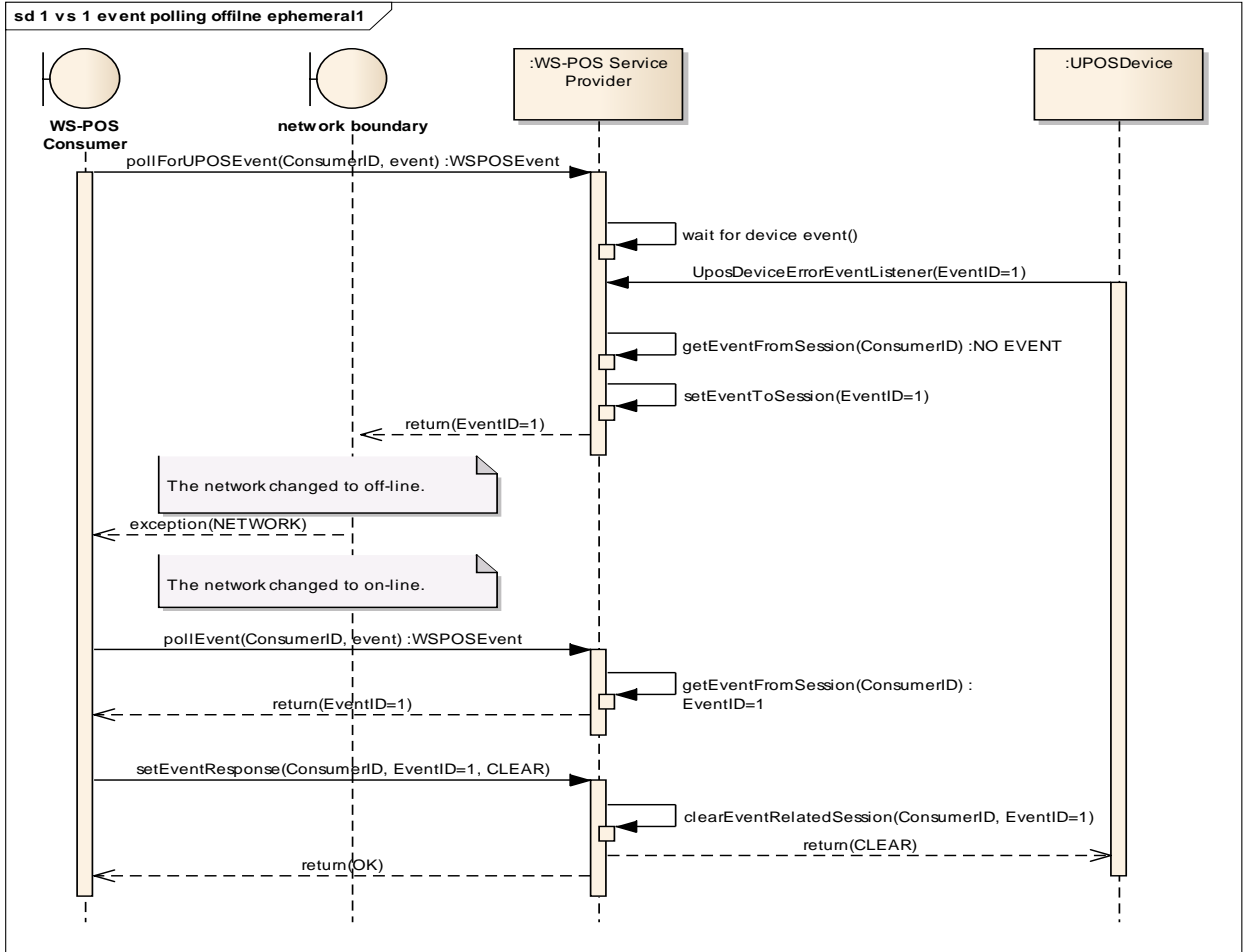 sd 1 vs 1 event polling offilne ephemeral1
:WS-POS Service
Provider
:UPOSDevice
WS-POS
Consumer
network boundary
pollForUPOSEvent(ConsumerID, event) :WSPOSEvent
wait for device event()
UposDeviceErrorEventListener(EventID=1)
getEventFromSession(ConsumerID) :NO EVENT
setEventToSession(EventID=1)
return(EventID=1)
The network changed to off-line.
exception(NETWORK)
The network changed to on-line.
pollEvent(ConsumerID, event) :WSPOSEvent
getEventFromSession(ConsumerID) :
EventID=1
return(EventID=1)
setEventResponse(ConsumerID, EventID=1, CLEAR)
clearEventRelatedSession(ConsumerID, EventID=1)
return(CLEAR)
return(OK)